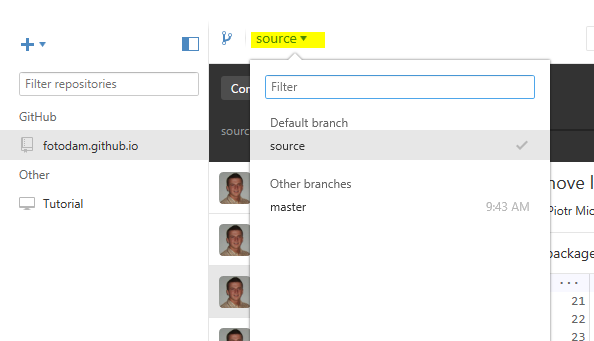 source
Filter repositories
GitHub
fotodam.github.io
Other
Tutorial
Filter
Default branch
source
Other branches
master 9:43 AM
Con
sourc
nove l
Piotr Mic
package
...
21
22
23